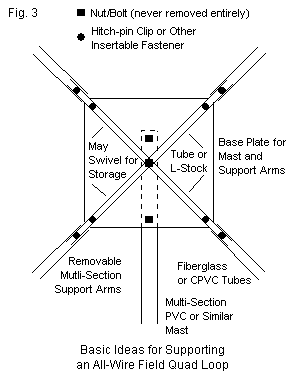 Fig. 3
Nut/Bolt (never removed entirely)
Hitch-pin Clip or Other
Insertable Fastener
May
Swivel for
Storage
Tube or
L-Stock
Base Plate for
Mast and
Support Arms
Removable
Mutli-Section
Support Arms
Fiberglass
or CPVC Tubes
Multi-Section
PVC or Similar
Mast
Basic Ideas for Supporting
an All-Wire Field Quad Loop